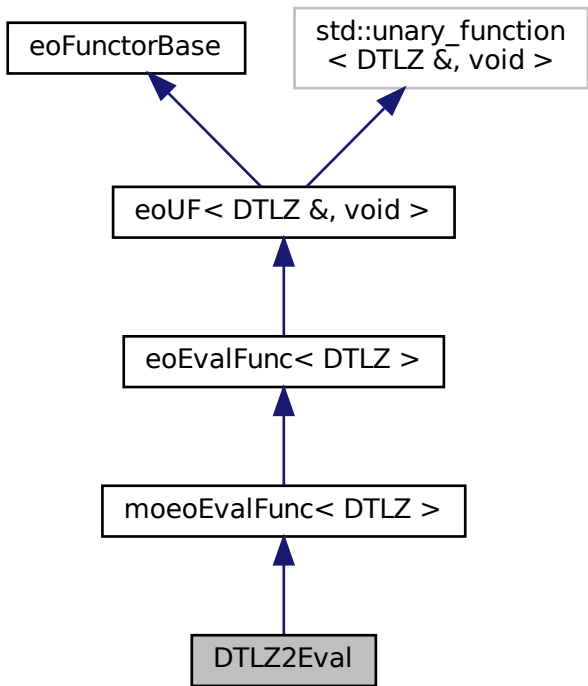 eoFunctorBase
std::unary_function
< DTLZ &, void >
eoUF< DTLZ &, void >
eoEvalFunc< DTLZ >
moeoEvalFunc< DTLZ >
DTLZ2Eval